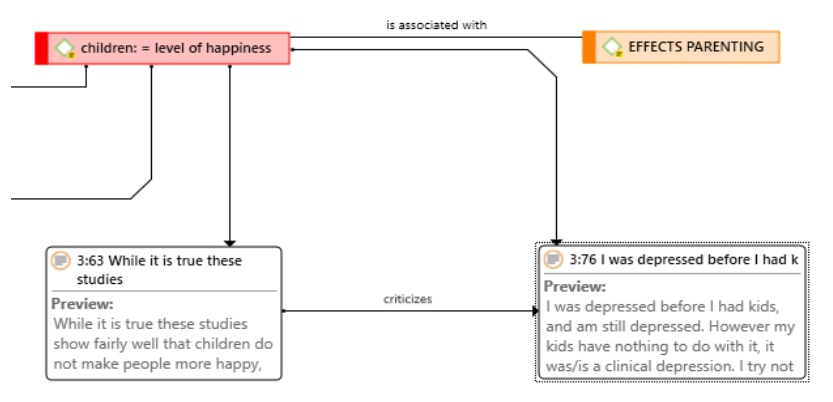 is associated with
children: = level of happiness
EFFECTS PARENTING
3:63 While it is true these
studies
Preview:
While it is true these studies
show fairly well that children do
not make people more happy,
criticizes
3:76 I was depressed before I had k
Preview:
I was depressed before I had kids,
and am still depressed. However my
kids have nothing to do with it, it
was/is a clinical depression. I try not